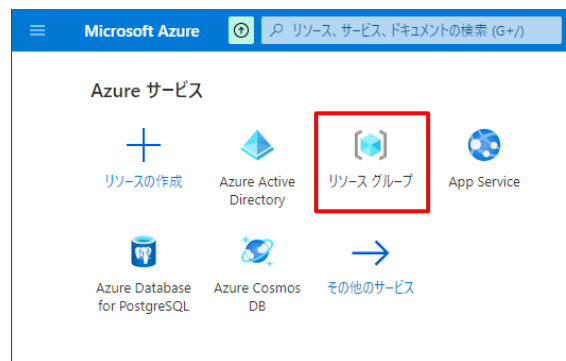 Microsoft Azure
リソース、サービス、ドキュメントの検索 (G+/)
Azure サービス
リソースの作成
Azure Active
Directory
リソース グループ
App Service
Azure Database
for PostgreSQL
Azure Cosmos
DB
その他のサービス